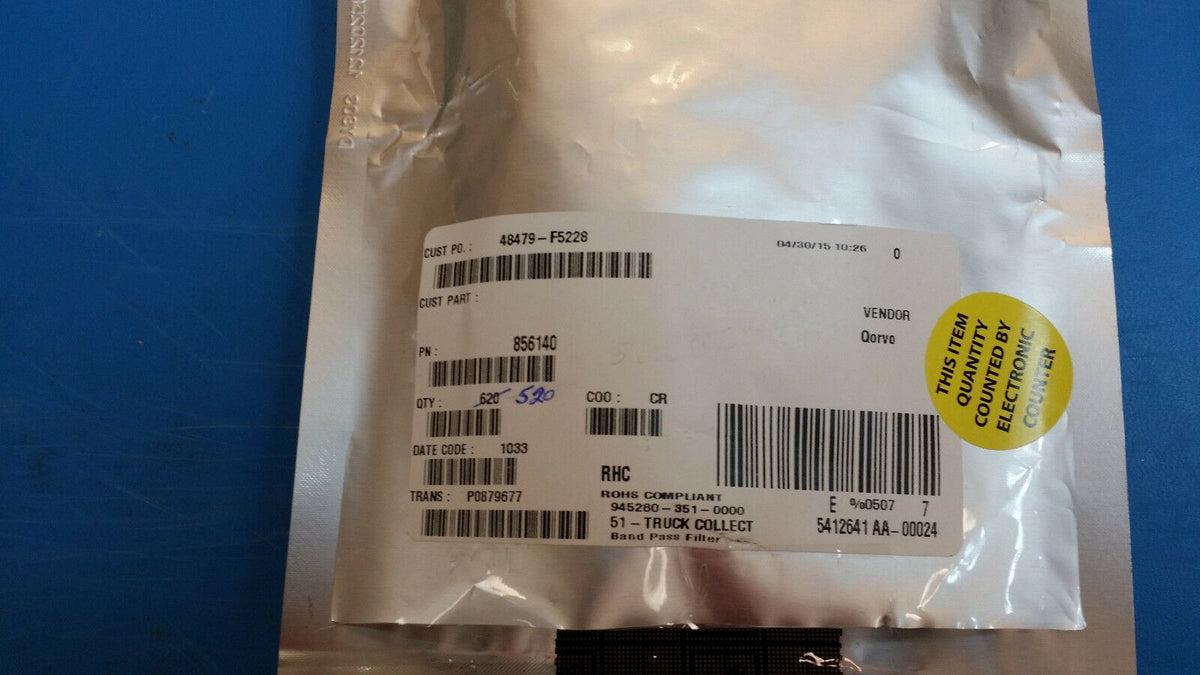 CUST PO. : 48479-F5228
04/30/15 10:26 0
CUST PART :
VENDOR
Qorvo
PN : 856140
QTY : 620 520
COO : CR
DATE CODE : 1033
TRANS : P0879677
RHC
ROHS COMPLIANT
945280-351-0000
51 - TRUCK COLLECT
Band Pass Filter
E %0507 7
5412641 AA-00024
THIS ITEM
QUANTITY
COUNTED BY
ELECTRONIC
COUNTER